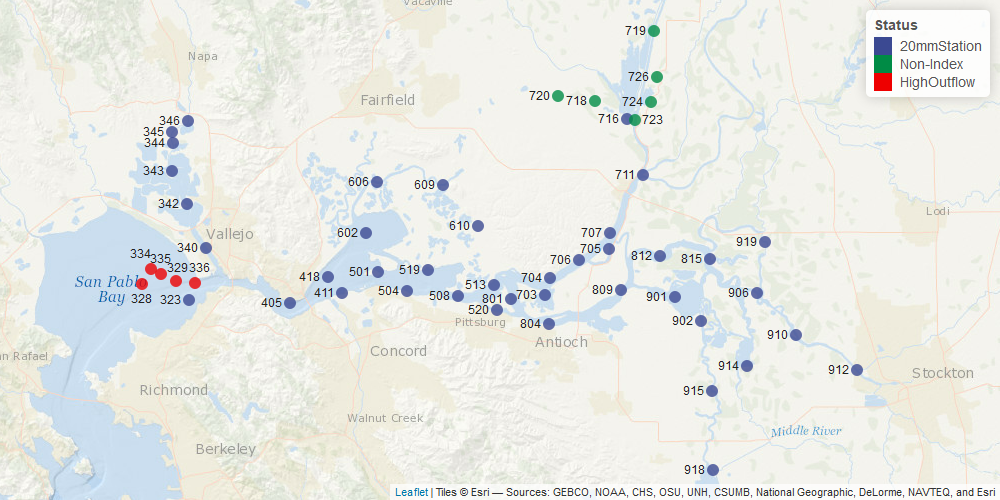 Vacaville
Status
20mmStation
Non-Index
HighOutflow
719
Napa
726
Fairfield
720
718
724
716
723
346
345
344
343
711
606
609
342
Lodi
610
Vallejo
602
707
919
340
705
334
335
706
812
815
329
336
San Pablo
Bay
418
501
519
704
513
328
323
405
411
504
508
801
703
809
901
906
520
Pittsburg
804
902
Antioch
910
an Rafael
Concord
914
912
Stockton
Richmond
915
Walnut Creek
Middle River
Berkeley
918
Leaflet | Tiles © Esri — Sources: GEBCO, NOAA, CHS, OSU, UNH, CSUMB, National Geographic, DeLorme, NAVTEQ, and Esri